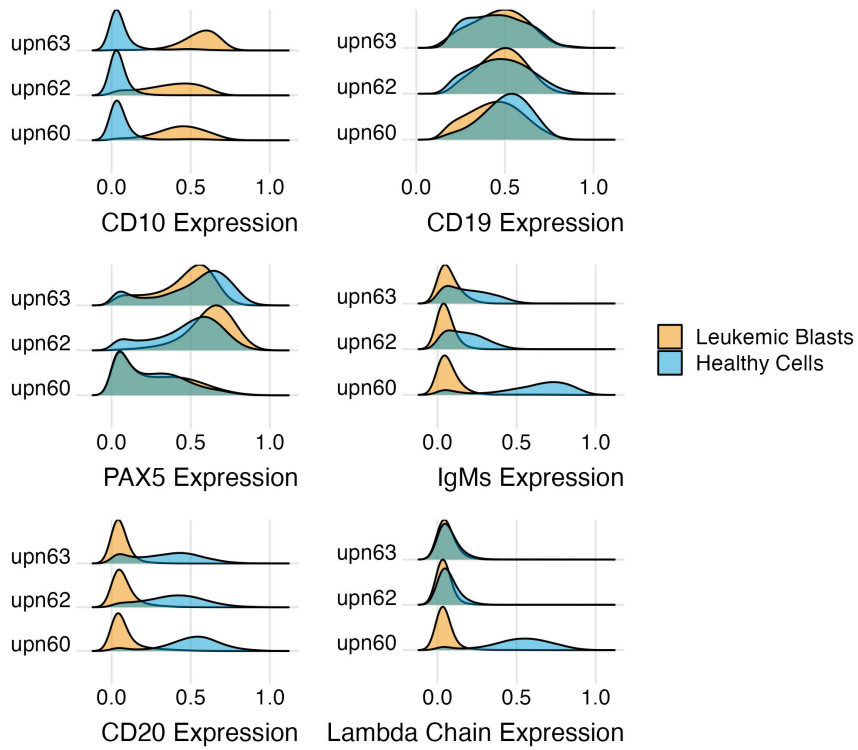 upn63
upn62
upn60
0.0 0.5 1.0
CD10 Expression
upn63
upn62
upn60
0.0 0.5 1.0
CD19 Expression
upn63
upn62
upn60
0.0 0.5 1.0
PAX5 Expression
upn63
upn62
upn60
0.0 0.5 1.0
IgMs Expression
Leukemic Blasts
Healthy Cells
upn63
upn62
upn60
0.0 0.5 1.0
CD20 Expression
upn63
upn62
upn60
0.0 0.5 1.0
Lambda Chain Expression